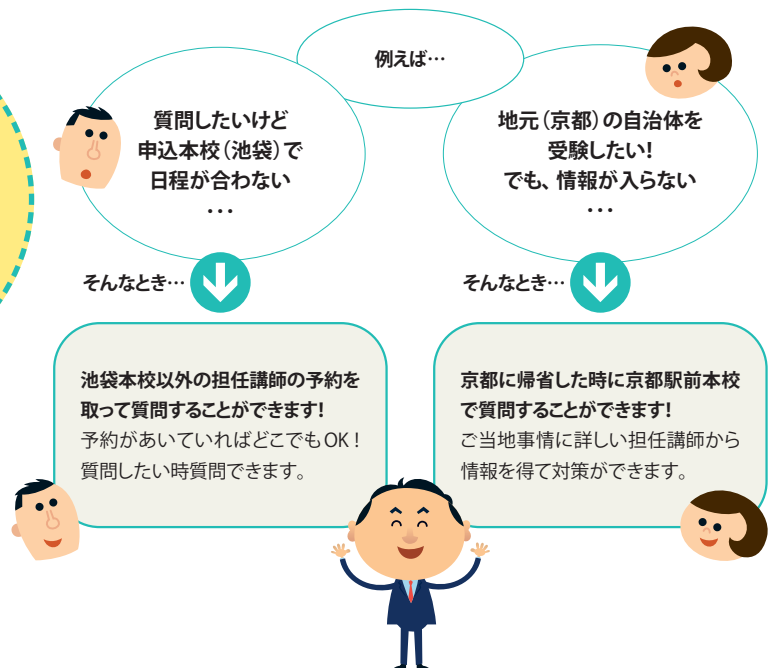 例えば…
質問したいけど
申込本校（池袋）で
日程が合わない
・・・
地元（京都）の自治体を
受験したい！
でも、情報が入らない
・・・
そんなとき…
そんなとき…
池袋本校以外の担任講師の予約を
取って質問することができます！
予約があいていればどこでもOK！
質問したい時質問できます。
京都に帰省した時に京都駅前本校
で質問することができます！
ご当地事情に詳しい担任講師から
情報を得て対策ができます。